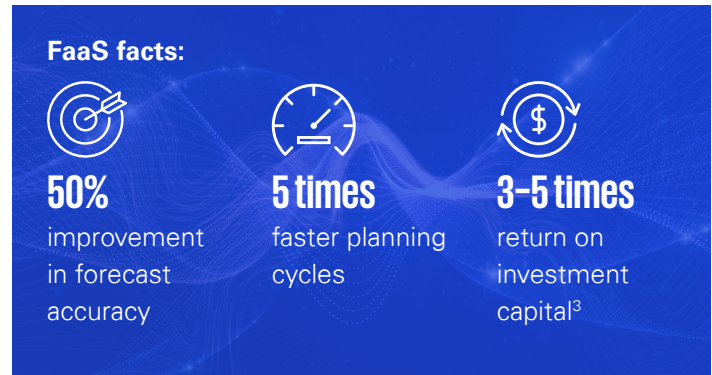 FaaS facts:
$
50%
improvement
in forecast
accuracy
5 times
faster planning
cycles
3–5 times
return on
investment
capital³